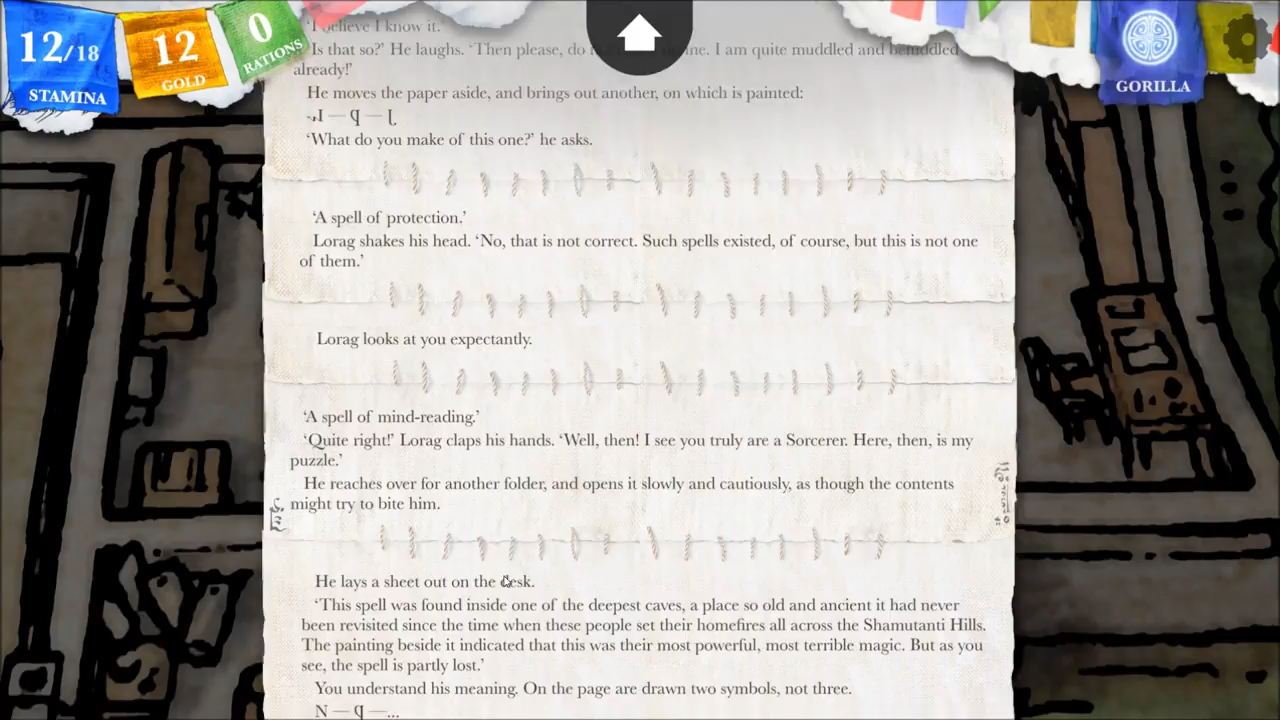 12/18
STAMINA
12
GOLD
0
RATIONS
GORILLA
‘I believe I know it.
‘Is that so?’ He laughs. ‘Then please, do me. I am quite muddled and befuddled
already!’
He moves the paper aside, and brings out another, on which is painted:
‘What do you make of this one?’ he asks.
‘A spell of protection.’
Lorag shakes his head. ‘No, that is not correct. Such spells existed, of course, but this is not one
of them.’
Lorag looks at you expectantly.
‘A spell of mind-reading.’
‘Quite right!’ Lorag claps his hands. ‘Well, then! I see you truly are a Sorcerer. Here, then, is my
puzzle.’
He reaches over for another folder, and opens it slowly and cautiously, as though the contents
might try to bite him.
He lays a sheet out on the desk.
‘This spell was found inside one of the deepest caves, a place so old and ancient it had never
been revisited since the time when these people set their homefires all across the Shamutanti Hills.
The painting beside it indicated that this was their most powerful, most terrible magic. But as you
see, the spell is partly lost.’
You understand his meaning. On the page are drawn two symbols, not three.
N — q —...